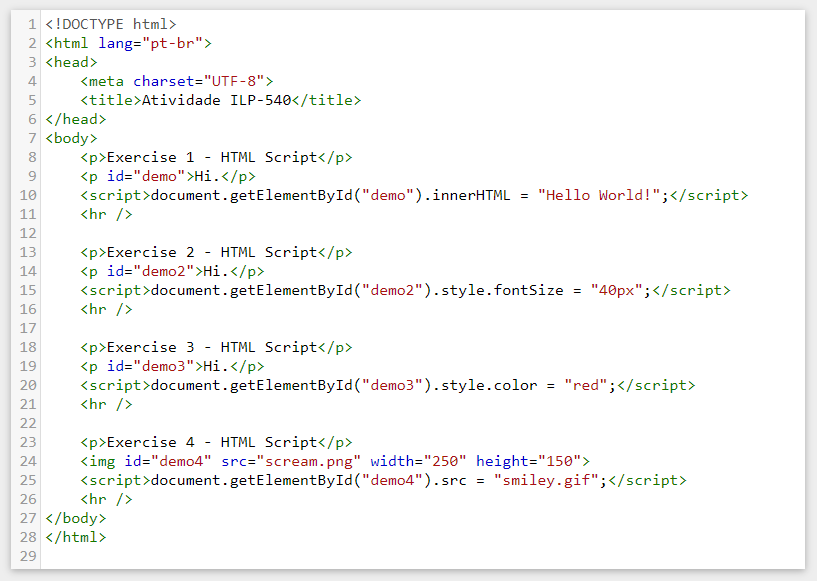 1 <!DOCTYPE html>
2 <html lang="pt-br">
3 <head>
4     <meta charset="UTF-8">
5     <title>Atividade ILP-540</title>
6 </head>
7 <body>
8     <p>Exercise 1 - HTML Script</p>
9     <p id="demo">Hi.</p>
10     <script>document.getElementById("demo").innerHTML = "Hello World!";</script>
11     <hr />
12
13     <p>Exercise 2 - HTML Script</p>
14     <p id="demo2">Hi.</p>
15     <script>document.getElementById("demo2").style.fontSize = "40px";</script>
16     <hr />
17
18     <p>Exercise 3 - HTML Script</p>
19     <p id="demo3">Hi.</p>
20     <script>document.getElementById("demo3").style.color = "red";</script>
21     <hr />
22
23     <p>Exercise 4 - HTML Script</p>
24     <img id="demo4" src="scream.png" width="250" height="150">
25     <script>document.getElementById("demo4").src = "smiley.gif";</script>
26     <hr />
27 </body>
28 </html>
29